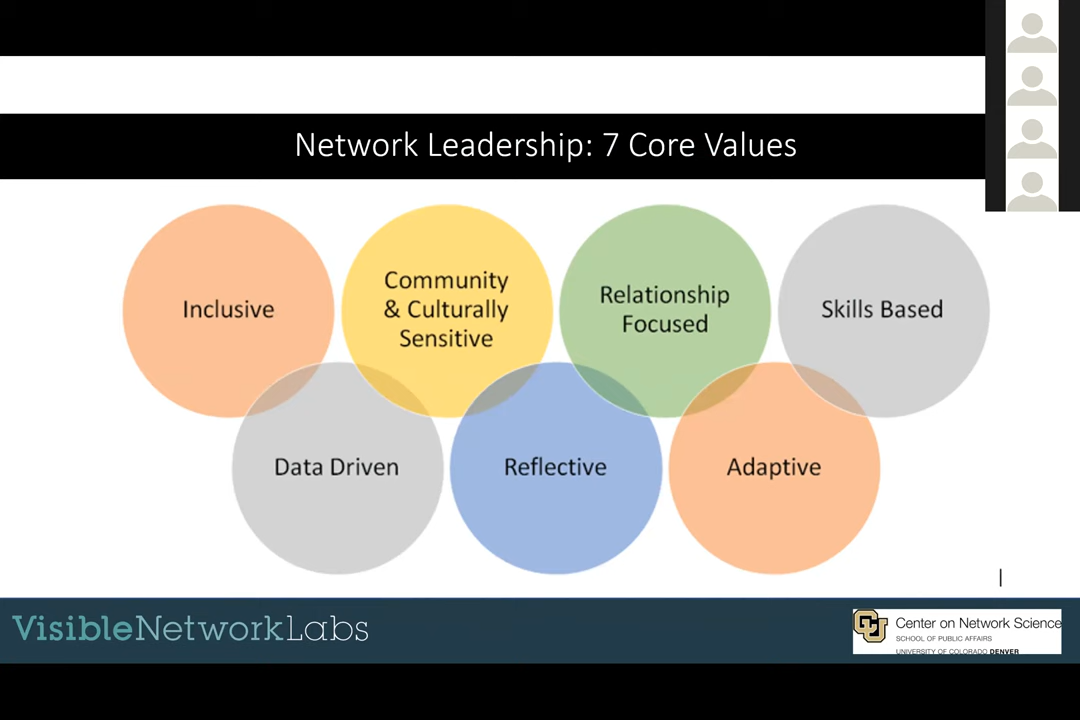 Network Leadership: 7 Core Values
Inclusive
Community
& Culturally
Sensitive
Relationship
Focused
Skills Based
Data Driven
Reflective
Adaptive
VisibleNetworkLabs
CU
Center on Network Science
SCHOOL OF PUBLIC AFFAIRS
UNIVERSITY OF COLORADO DENVER